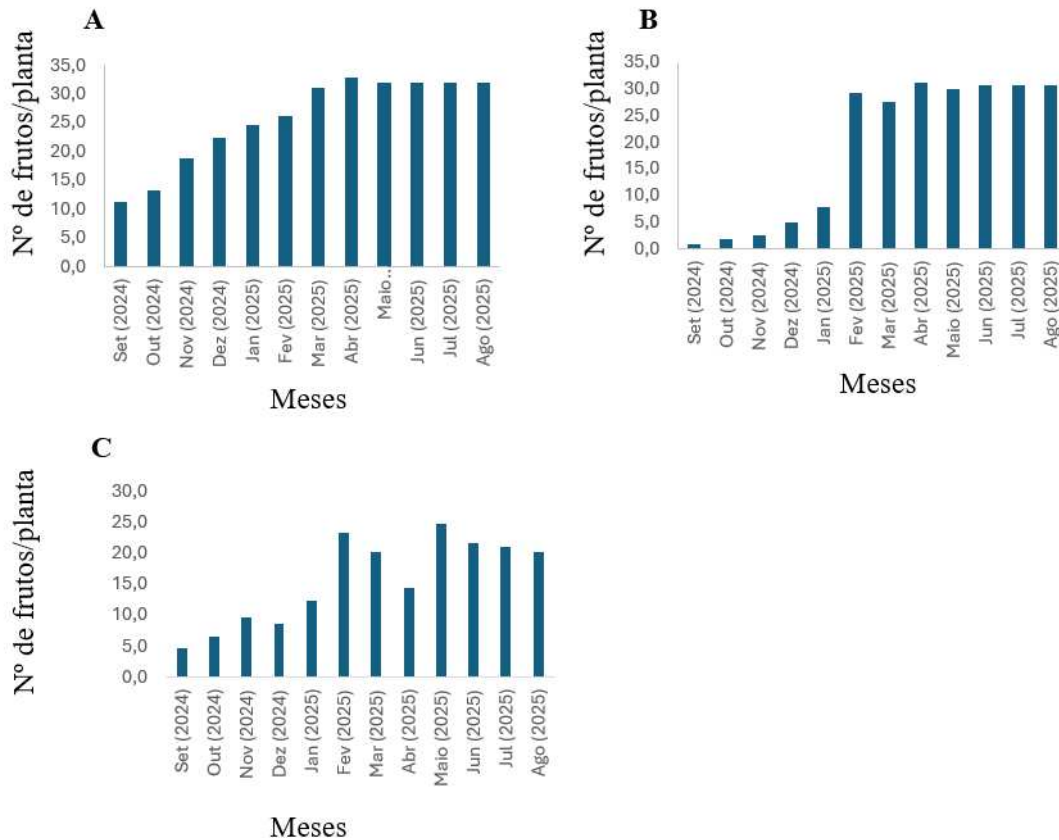 A
Nº de frutos/planta
35,0
30,0
25,0
20,0
15,0
10,0
5,0
0,0
Set (2024)
Out (2024)
Nov (2024)
Dez (2024)
Jan (2025)
Fev (2025)
Mar (2025)
Abr (2025)
Maio...
Jun (2025)
Jul (2025)
Ago (2025)
Meses
B
Nº de frutos/planta
35,0
30,0
25,0
20,0
15,0
10,0
5,0
0,0
Set (2024)
Out (2024)
Nov (2024)
Dez (2024)
Jan (2025)
Fev (2025)
Mar (2025)
Abr (2025)
Maio (2025)
Jun (2025)
Jul (2025)
Ago (2025)
Meses
C
Nº de frutos/planta
30,0
25,0
20,0
15,0
10,0
5,0
0,0
Set (2024)
Out (2024)
Nov (2024)
Dez (2024)
Jan (2025)
Fev (2025)
Mar (2025)
Abr (2025)
Maio (2025)
Jun (2025)
Jul (2025)
Ago (2025)
Meses